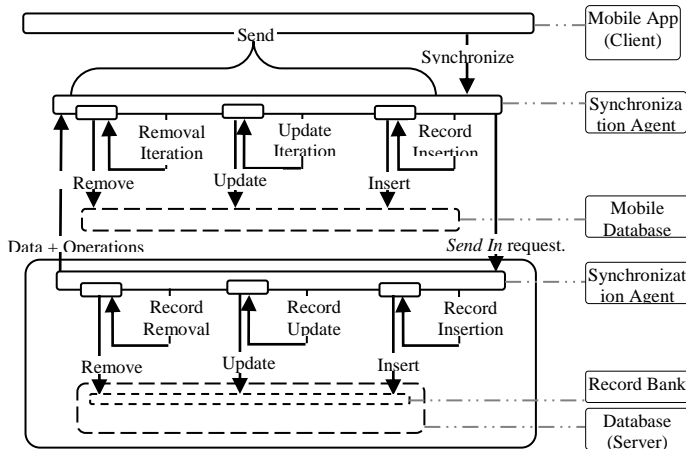 Mobile App
(Client)
Send
Synchronize
Synchroniza
tion Agent
Removal
Iteration
Update
Iteration
Record
Insertion
Remove
Update
Insert
Mobile
Database
Data + Operations
Send In request.
Synchronizat
ion Agent
Record
Removal
Record
Update
Record
Insertion
Remove
Update
Insert
Record Bank
Database
(Server)